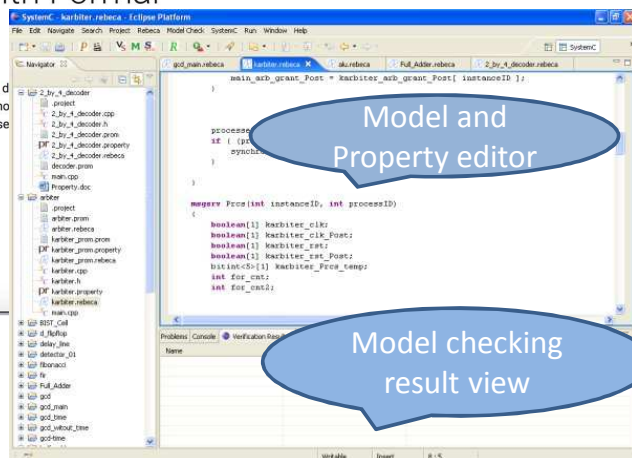 SystemC - karbiter.rebeca - Eclipse Platform
File Edit Navigate Search Project Rebeca Model Check SystemC Run Window Help
SystemC
Navigator
gcd_main.rebeca karbiter.rebeca alu.rebeca Full_Adder.rebeca 2_by_4_decoder.rebeca
2_by_4_decoder
.project
2_by_4_decoder.cpp
2_by_4_decoder.h
2_by_4_decoder.prom
2_by_4_decoder.property
2_by_4_decoder.rebeca
decoder.prom
main.cpp
Property.doc
arbiter
.project
arbiter.prom
arbiter.rebeca
karbiter_prom.prom
karbiter_prom.property
karbiter_prom.rebeca
karbiter.cpp
karbiter.h
karbiter.property
karbiter.rebeca
main.cpp
BIST_Cell
d_flipflop
delay_line
detector_01
fibonacci
fir
Full_Adder
gcd
gcd_main
gcd_time
gcd_witout_time
gcd-time
main_arb_grant_Post = karbiter_arb_grant_Post[ instanceID ];
}
}
msgsrv Prcs(int instanceID, int processID)
{
boolean[1] karbiter_clk;
boolean[1] karbiter_clk_Post;
boolean[1] karbiter_rst;
boolean[1] karbiter_rst_Post;
bitint<5>[1] karbiter_Prcs_temp;
int for_cnt;
int for_cnt2;
Model and
Property editor
Problems Console
Name
Model checking
result view
Writable Insert